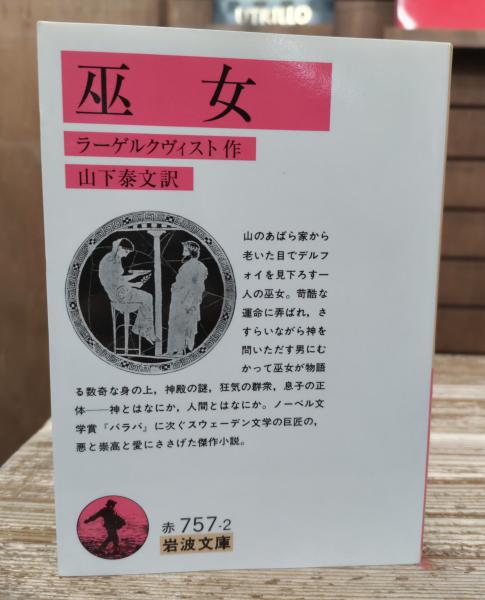 UTRILLO
巫女
ラーゲルクヴィスト作
山下泰文訳
山のあばら家から
老いた目でデルフ
ォイを見下ろす一
人の巫女。苛酷な
運命に弄ばれ、さ
すらいながら神を
問いただす男にむ
かって巫女が物語
る数奇な身の上,神殿の謎,狂気の群衆,息子の正
体――神とはなにか,人間とはなにか。ノーベル文
学賞『バラバ』に次ぐスウェーデン文学の巨匠の,
悪と崇高と愛にささげた傑作小説。
赤 757-2
岩波文庫